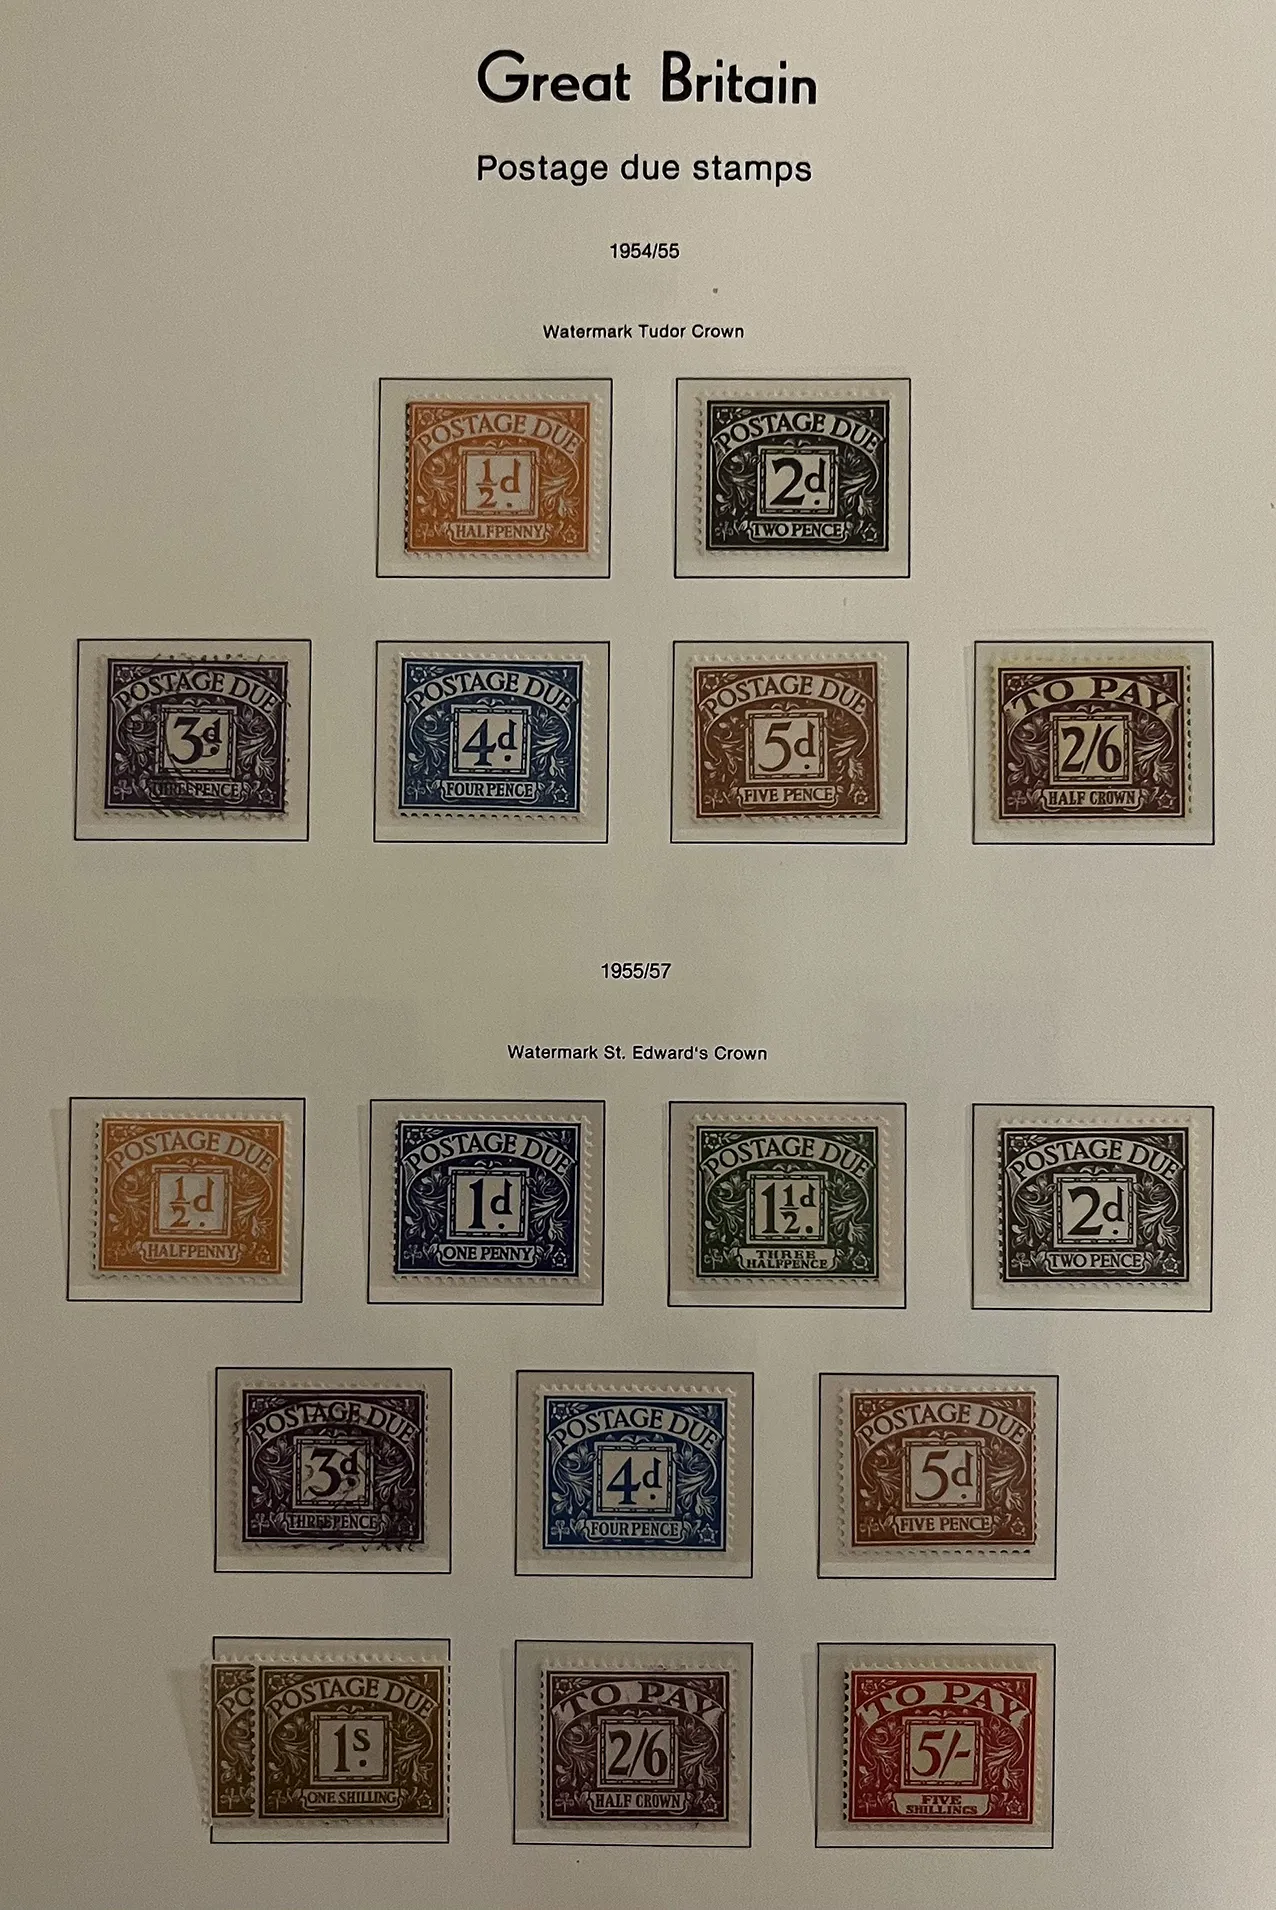 Great Britain
Postage due stamps
1954/55
Watermark Tudor Crown
POSTAGE DUE
½d.
HALFPENNY
POSTAGE DUE
2d.
TWO PENCE
POSTAGE DUE
3d.
THREEPENCE
POSTAGE DUE
4d.
FOUR PENCE
POSTAGE DUE
5d.
FIVE PENCE
TO PAY
2/6
HALF CROWN
1955/57
Watermark St. Edward's Crown
POSTAGE DUE
½d.
HALFPENNY
POSTAGE DUE
1d.
ONE PENNY
POSTAGE DUE
1½d.
THREE
HALFPENCE
POSTAGE DUE
2d.
TWO PENCE
POSTAGE DUE
3d.
THREEPENCE
POSTAGE DUE
4d.
FOUR PENCE
POSTAGE DUE
5d.
FIVE PENCE
PO
POSTAGE DUE
1s.
ONE SHILLING
TO PAY
2/6
HALF CROWN
TO PAY
5/-
FIVE
SHILLINGS